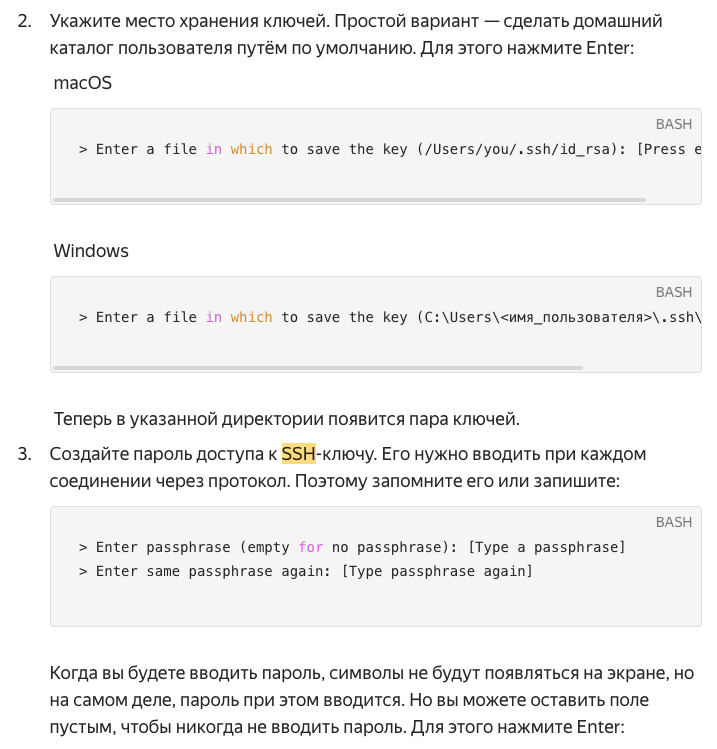 2. Укажите место хранения ключей. Простой вариант — сделать домашний
каталог пользователя путём по умолчанию. Для этого нажмите Enter:
macOS
BASH
> Enter a file in which to save the key (/Users/you/.ssh/id_rsa): [Press e
Windows
BASH
> Enter a file in which to save the key (C:\Users\<имя_пользователя>\.ssh\
Теперь в указанной директории появится пара ключей.
3. Создайте пароль доступа к SSH-ключу. Его нужно вводить при каждом
соединении через протокол. Поэтому запомните его или запишите:
BASH
> Enter passphrase (empty for no passphrase): [Type a passphrase]
> Enter same passphrase again: [Type passphrase again]
Когда вы будете вводить пароль, символы не будут появляться на экране, но
на самом деле, пароль при этом вводится. Но вы можете оставить поле
пустым, чтобы никогда не вводить пароль. Для этого нажмите Enter: